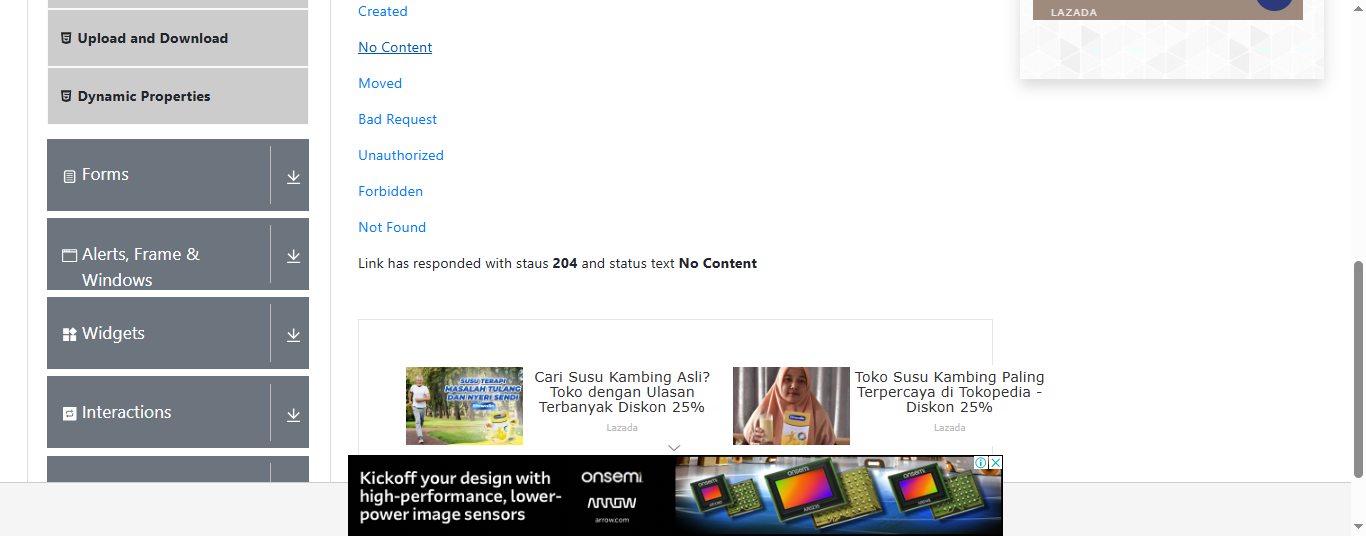 Upload and Download
Dynamic Properties
Forms
Alerts, Frame &
Windows
Widgets
Interactions
Created
No Content
Moved
Bad Request
Unauthorized
Forbidden
Not Found
Link has responded with staus 204 and status text No Content
LAZADA
SUSU TERAPI
MASALAH TULANG
DAN NYERI SENDI
Cari Susu Kambing Asli?
Toko dengan Ulasan
Terbanyak Diskon 25%
Lazada
Toko Susu Kambing Paling
Terpercaya di Tokopedia -
Diskon 25%
Lazada
Kickoff your design with
high-performance, lower-
power image sensors
onsemi
ARROW
arrow.com
ONSEMI
ONSEMI
ONSEMI